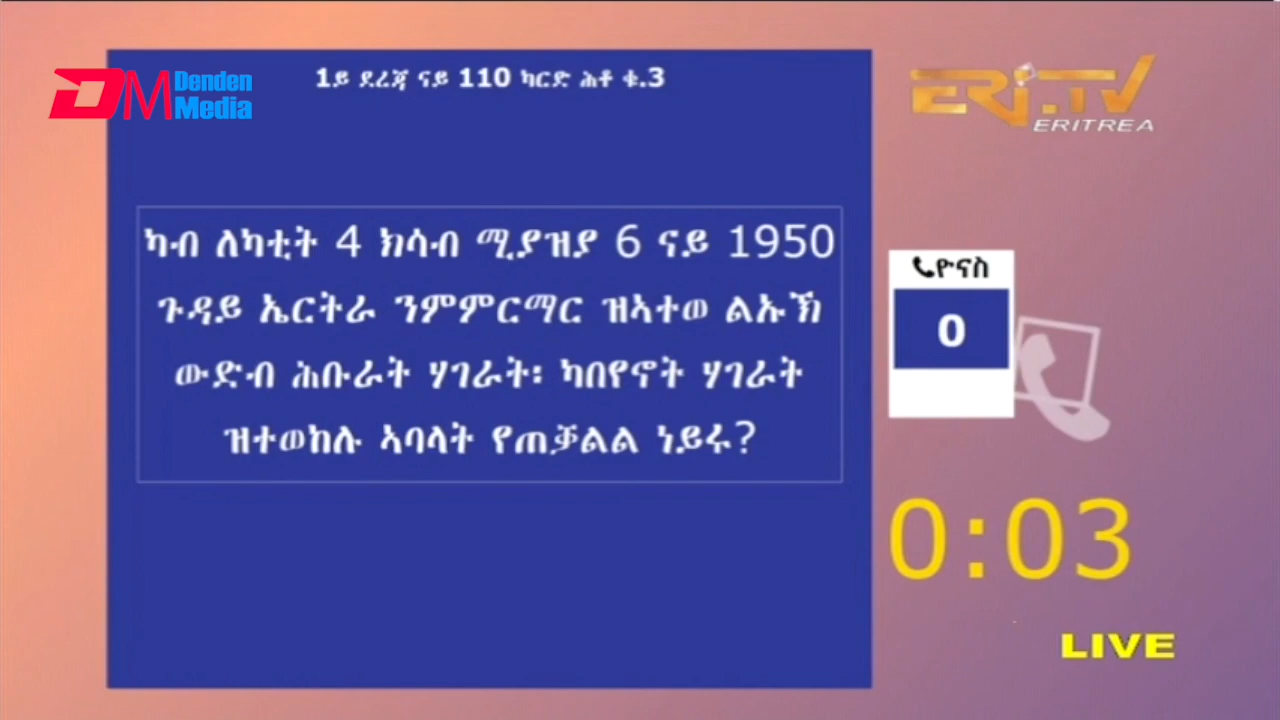 DM Denden Media
1ይ ደረጃ ናይ 110 ካርድ ሕቶ ቁ.3
ERi.TV
ERITREA
ካብ ለካቲት 4 ክሳብ ሚያዝያ 6 ናይ 1950
ጉዳይ ኤርትራ ንምምርማር ዝኣተወ ልኡኽ
ውድብ ሕቡራት ሃገራት፡ ካበየኖት ሃገራት
ዝተወከሉ ኣባላት የጠቓልል ነይሩ?
ዮናስ
0
0:03
LIVE